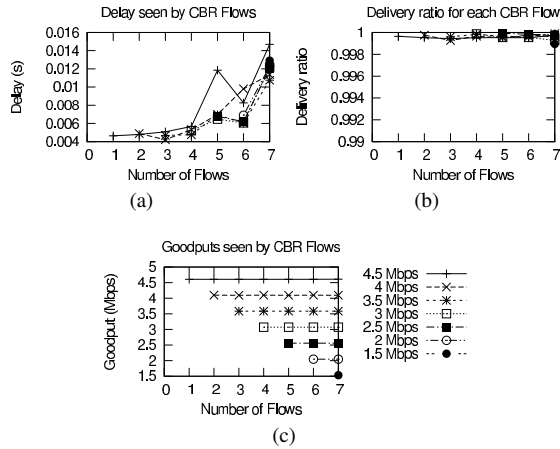 Delay seen by CBR Flows
0.016
0.014
0.012
0.01
0.008
0.006
0.004
Delay (s)
0 1 2 3 4 5 6 7
Number of Flows
(a)
Delivery ratio for each CBR Flow
1
0.998
0.996
0.994
0.992
0.99
Delivery ratio
0 1 2 3 4 5 6 7
Number of Flows
(b)
Goodputs seen by CBR Flows
5
4.5
4
3.5
3
2.5
2
1.5
Goodput (Mbps)
0 1 2 3 4 5 6 7
Number of Flows
4.5 Mbps
4 Mbps
3.5 Mbps
3 Mbps
2.5 Mbps
2 Mbps
1.5 Mbps
(c)